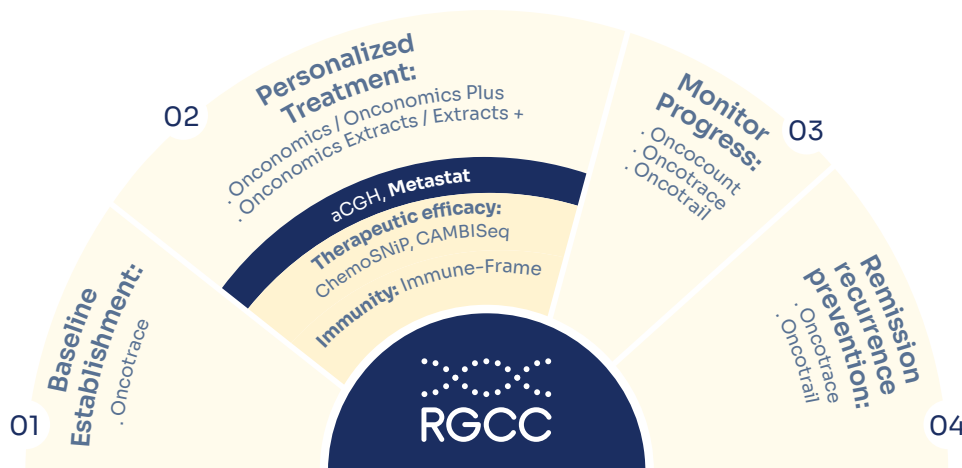 01
Baseline
Establishment:
· Oncotrace
02
Personalized
Treatment:
· Onconomics / Onconomics Plus
· Onconomics Extracts / Extracts +
aCGH, Metastat
Therapeutic efficacy:
ChemoSNiP, CAMBISeq
Immunity: Immune-Frame
03
Monitor
Progress:
· Oncocount
· Oncotrace
· Oncotrail
04
Remission
recurrence
prevention:
· Oncotrace
· Oncotrail
RGCC